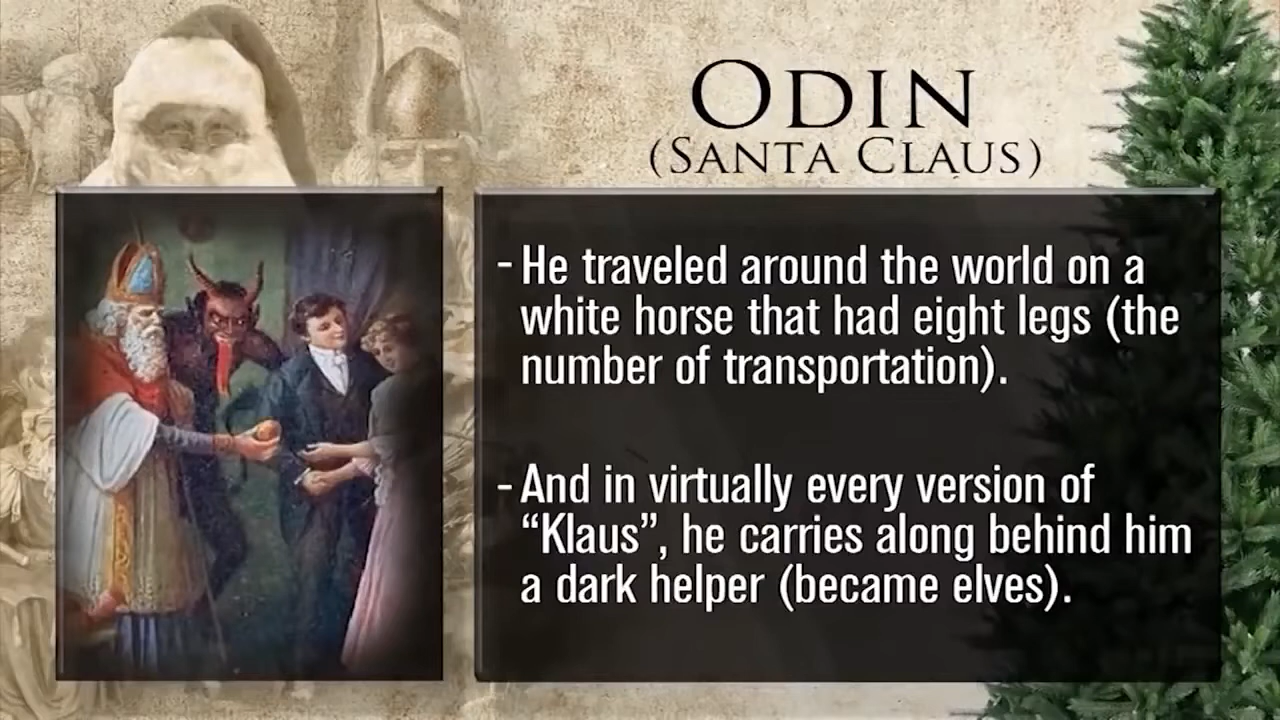 ODIN
(SANTA CLAUS)
- He traveled around the world on a
white horse that had eight legs (the
number of transportation).
- And in virtually every version of
“Klaus”, he carries along behind him
a dark helper (became elves).